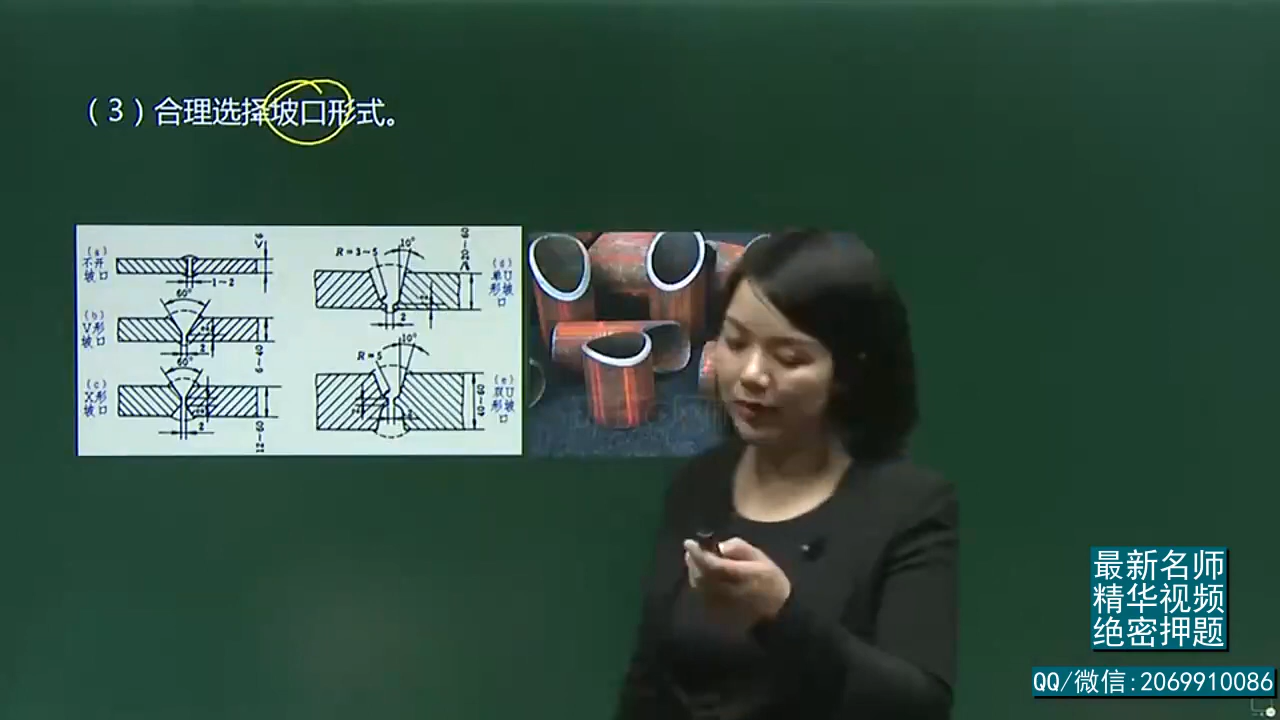 （3）合理选择坡口形式。
(a)
不开
坡口
1~2
60°
(b)
V形
坡口
2
60°
(c)
X形
坡口
2
12~60
R=3~5
10°
(d)
单U
形坡
口
2
R=5
10°
(e)
双U
形坡
口
最新名师
精华视频
绝密押题
QQ/微信:2069910086